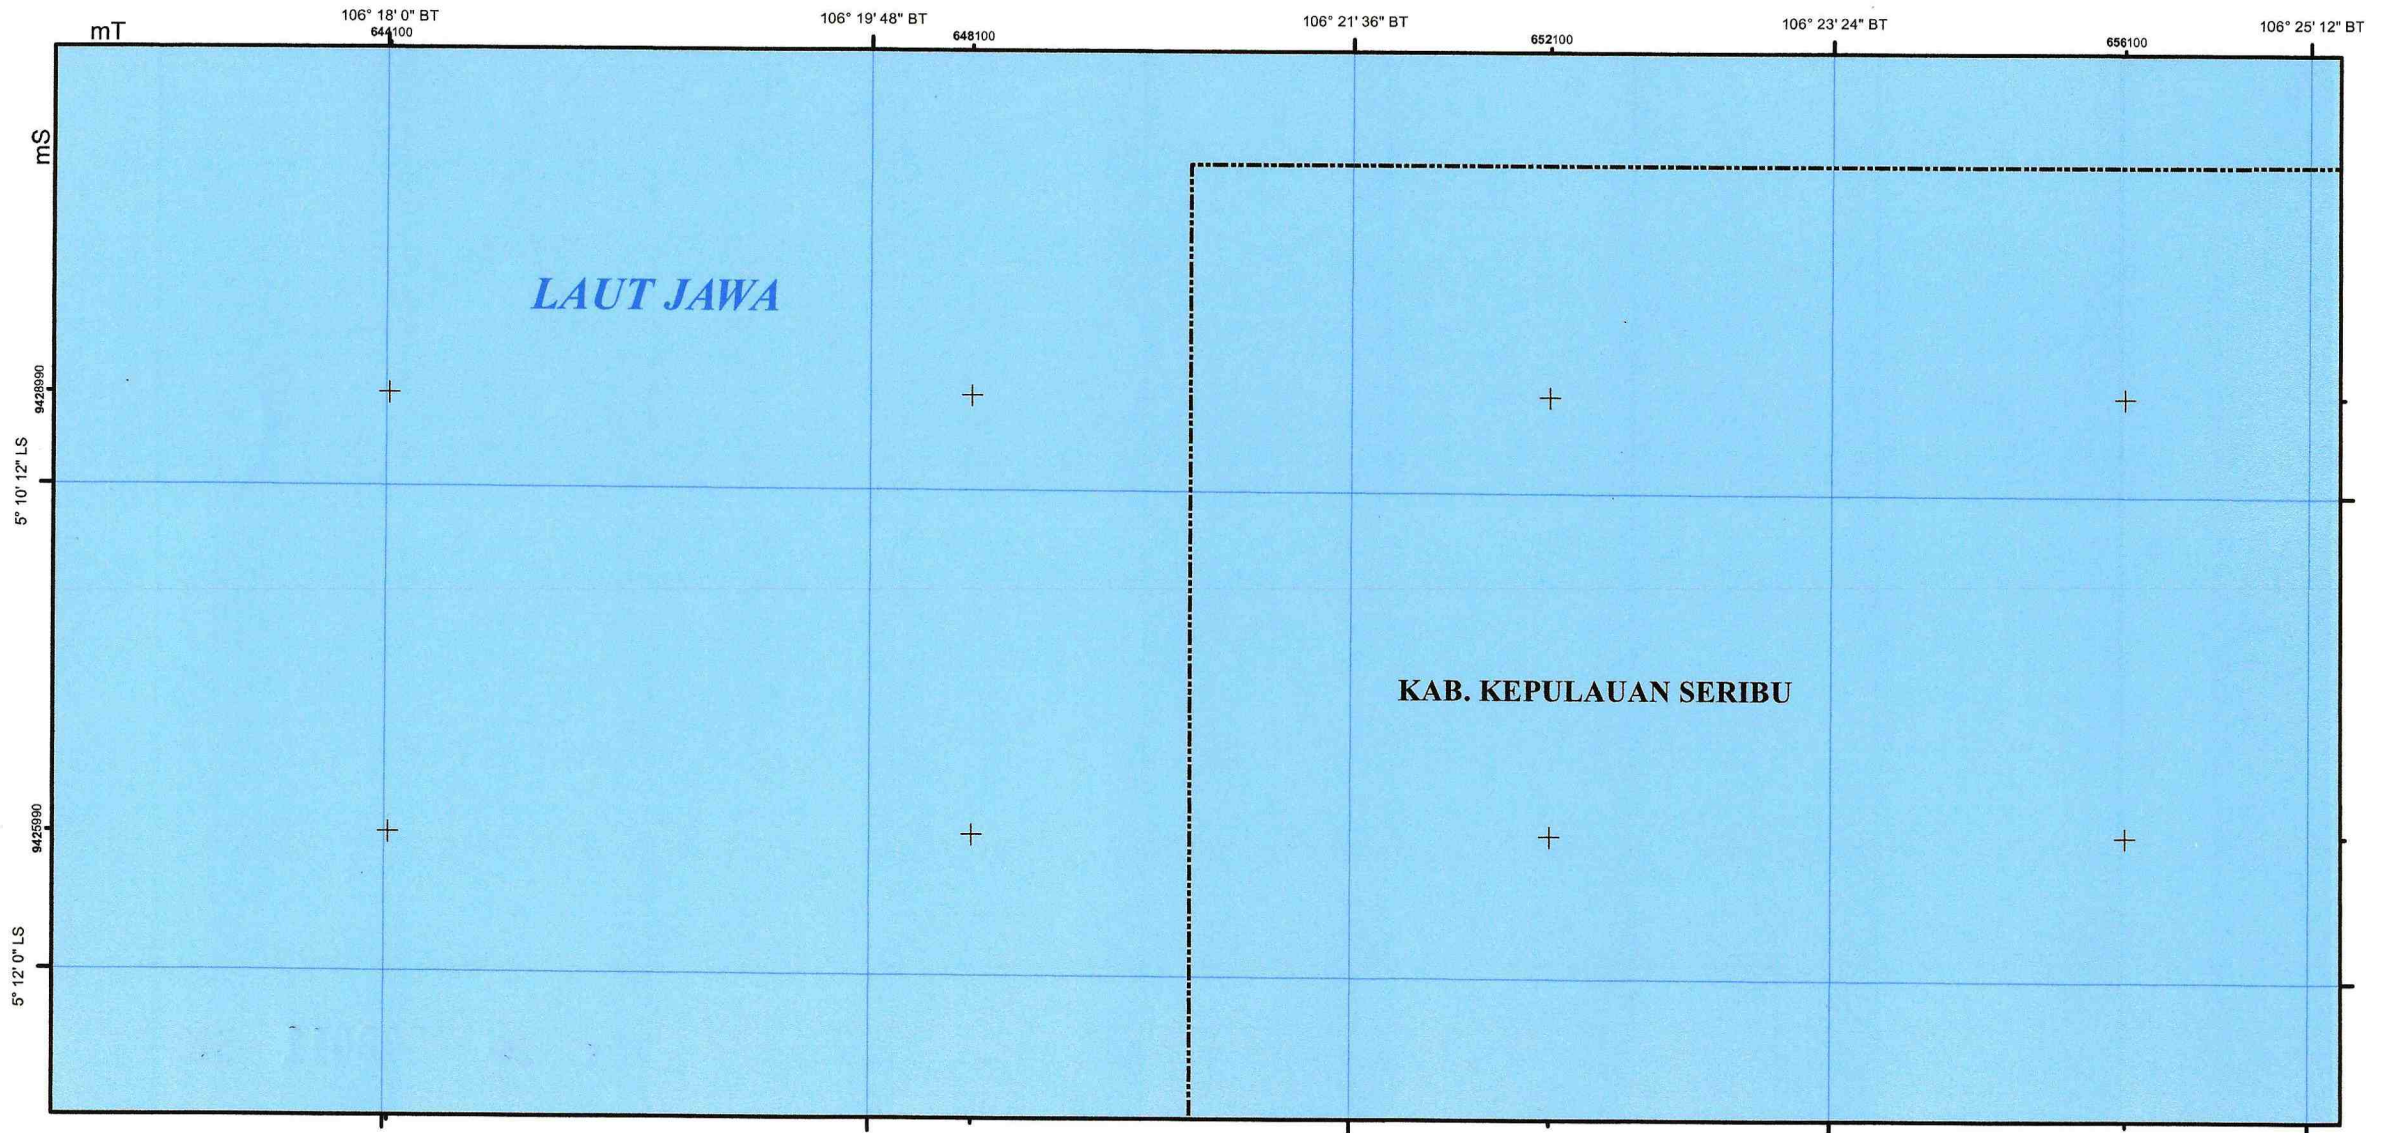 106° 18' 0" BT
106° 19' 48" BT
106° 21' 36" BT
106° 23' 24" BT
106° 25' 12" BT
mT
644100
648100
652100
656100
mS
LAUT JAWA
9428990
5° 10' 12" LS
KAB. KEPULAUAN SERIBU
9425990
5° 12' 0" LS